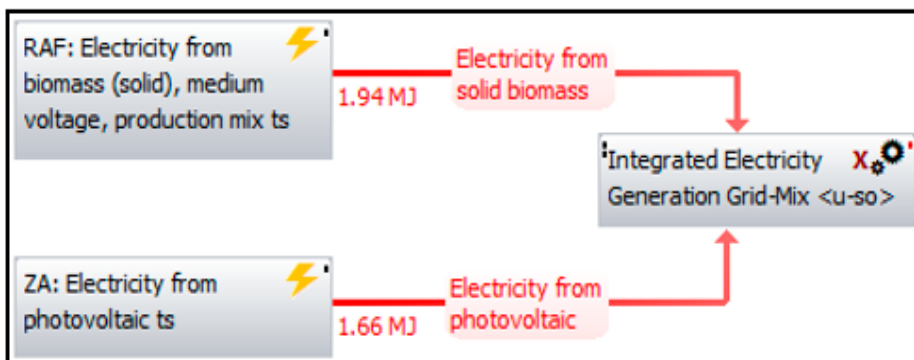 RAF: Electricity from
biomass (solid), medium
voltage, production mix ts
1.94 MJ
Electricity from
solid biomass
Integrated Electricity
Generation Grid-Mix <u-so>
X
ZA: Electricity from
photovoltaic ts
1.66 MJ
Electricity from
photovoltaic